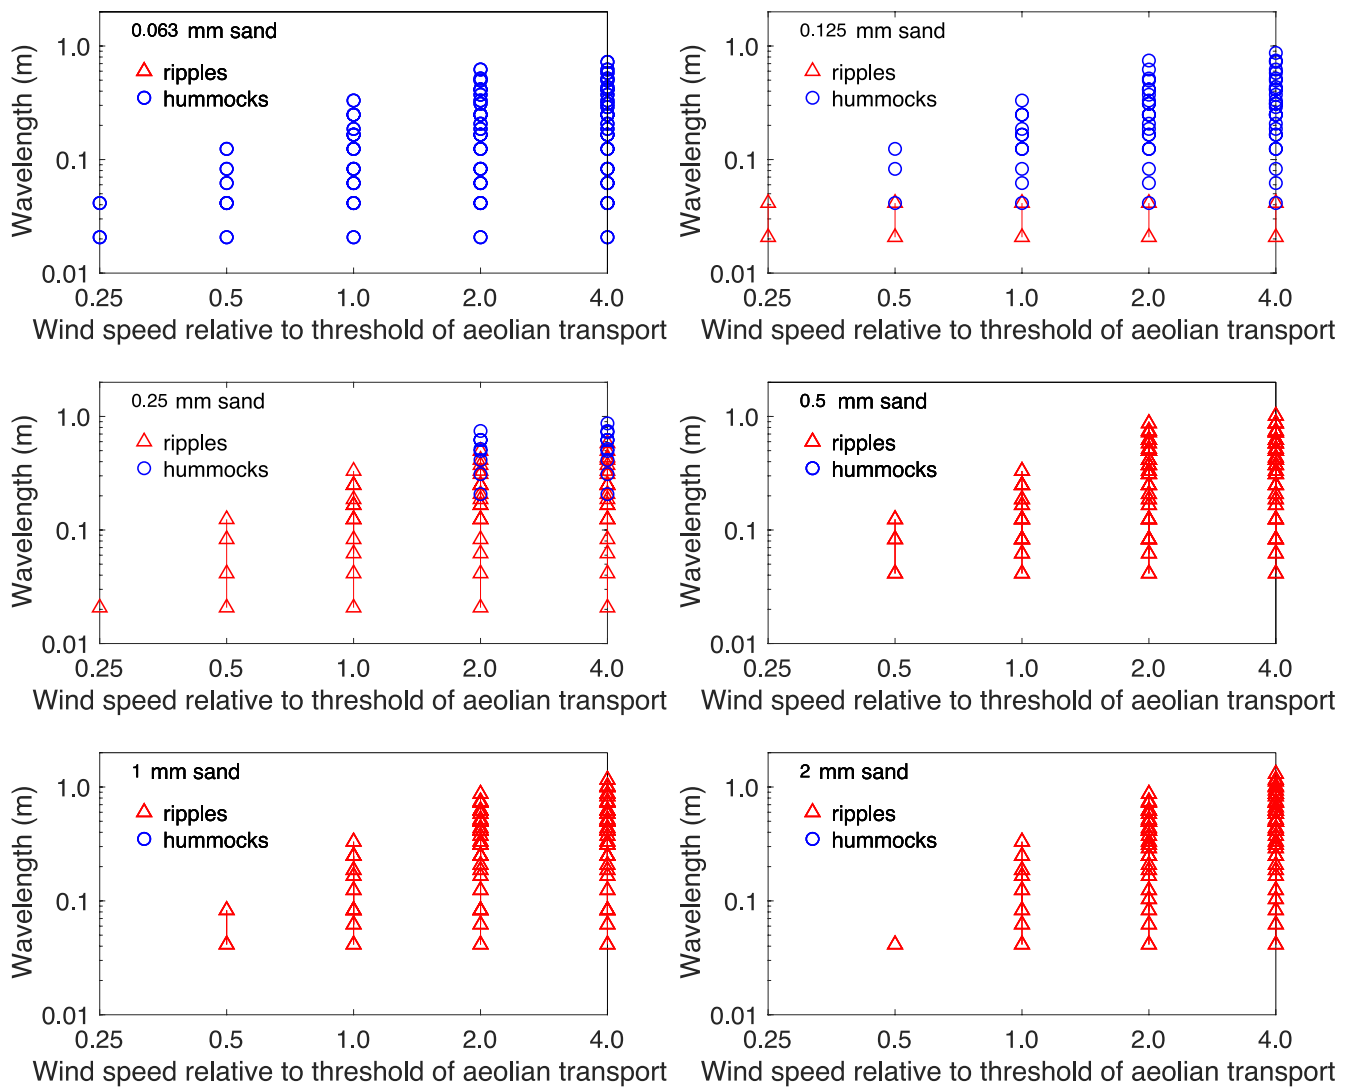 0.063 mm sand
ripples
hummocks
Wavelength (m)
1.0
0.1
0.01
0.25 0.5 1.0 2.0 4.0
Wind speed relative to threshold of aeolian transport
0.125 mm sand
ripples
hummocks
Wavelength (m)
1.0
0.1
0.01
0.25 0.5 1.0 2.0 4.0
Wind speed relative to threshold of aeolian transport
0.25 mm sand
ripples
hummocks
Wavelength (m)
1.0
0.1
0.01
0.25 0.5 1.0 2.0 4.0
Wind speed relative to threshold of aeolian transport
0.5 mm sand
ripples
hummocks
Wavelength (m)
1.0
0.1
0.01
0.25 0.5 1.0 2.0 4.0
Wind speed relative to threshold of aeolian transport
1 mm sand
ripples
hummocks
Wavelength (m)
1.0
0.1
0.01
0.25 0.5 1.0 2.0 4.0
Wind speed relative to threshold of aeolian transport
2 mm sand
ripples
hummocks
Wavelength (m)
1.0
0.1
0.01
0.25 0.5 1.0 2.0 4.0
Wind speed relative to threshold of aeolian transport